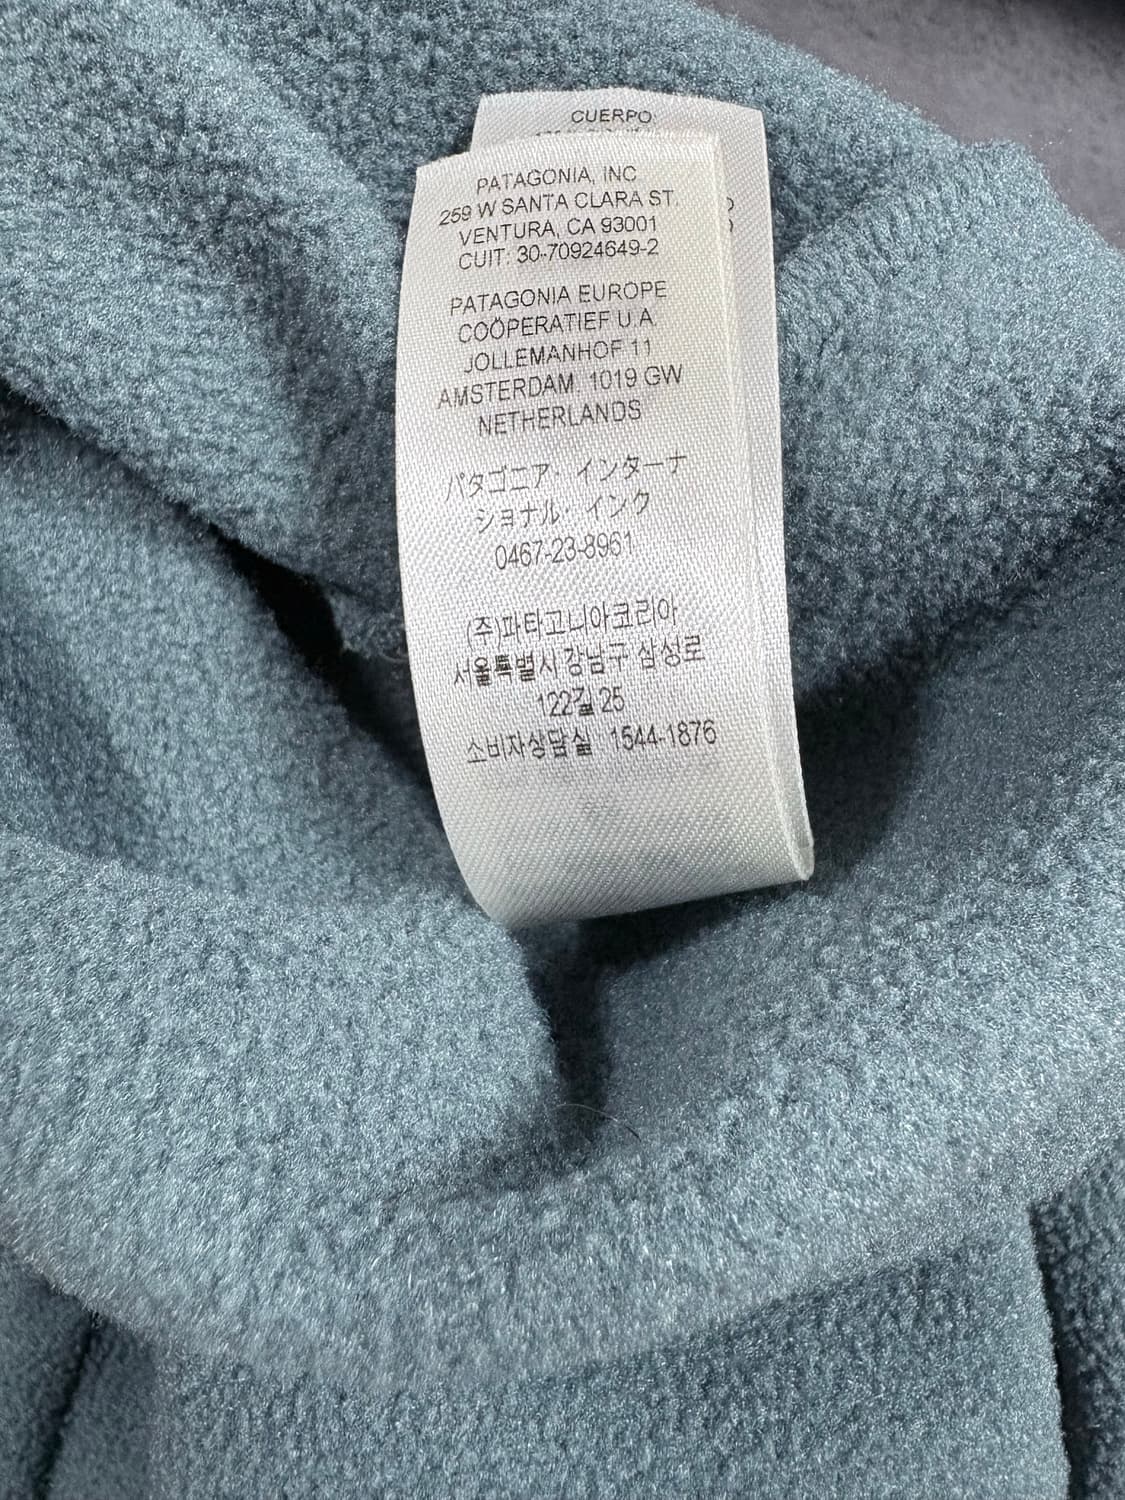 CUERPO
PATAGONIA, INC
259 W SANTA CLARA ST.
VENTURA, CA 93001
CUIT: 30-70924649-2
PATAGONIA EUROPE
COÖPERATIEF U.A.
JOLLEMANHOF 11
AMSTERDAM, 1019 GW
NETHERLANDS
パタゴニア・インターナ
ショナル・インク
0467-23-8961
(주)파타고니아코리아
서울특별시 강남구 삼성로
122길 25
소비자상담실 1544-1876